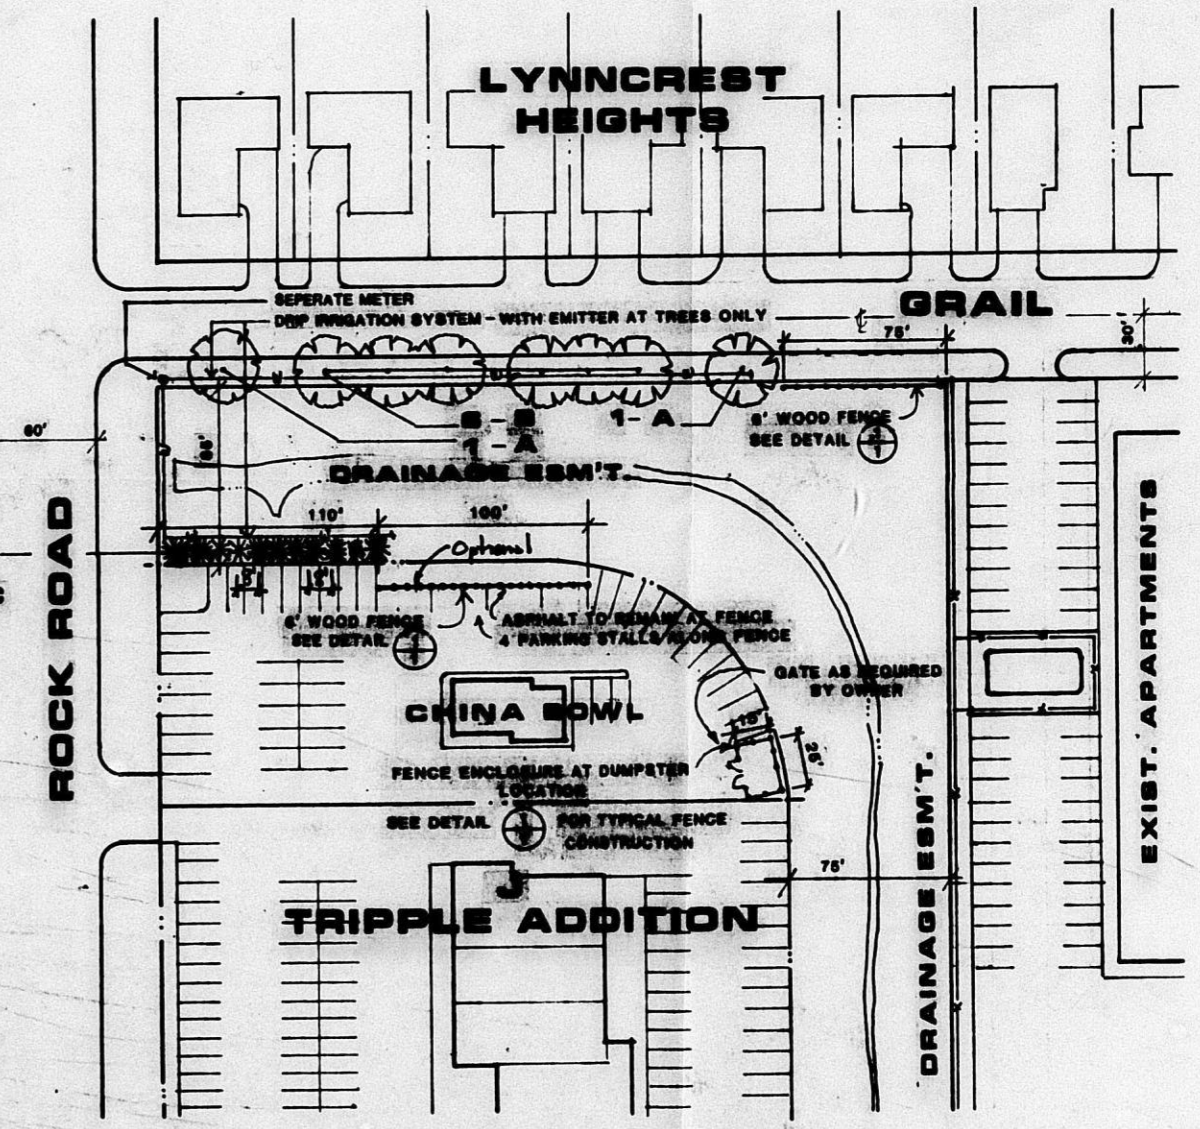 LYNNCREST
HEIGHTS
SEPERATE METER
DRIP IRRIGATION SYSTEM - WITH EMITTER AT TREES ONLY
GRAIL
75'
30'
60'
6 - B
1 - A
1 - A
6' WOOD FENCE
SEE DETAIL
DRAINAGE ESM'T.
110'
100'
Optional
ROCK ROAD
6' WOOD FENCE
SEE DETAIL
ASPHALT TO REMAIN AT FENCE
4 PARKING STALLS ALONG FENCE
GATE AS REQUIRED
BY OWNER
CHINA BOWL
15'
FENCE ENCLOSURE AT DUMPSTER
LOCATION
SEE DETAIL
FOR TYPICAL FENCE
CONSTRUCTION
75'
J
TRIPPLE ADDITION
DRAINAGE ESM'T.
EXIST. APARTMENTS